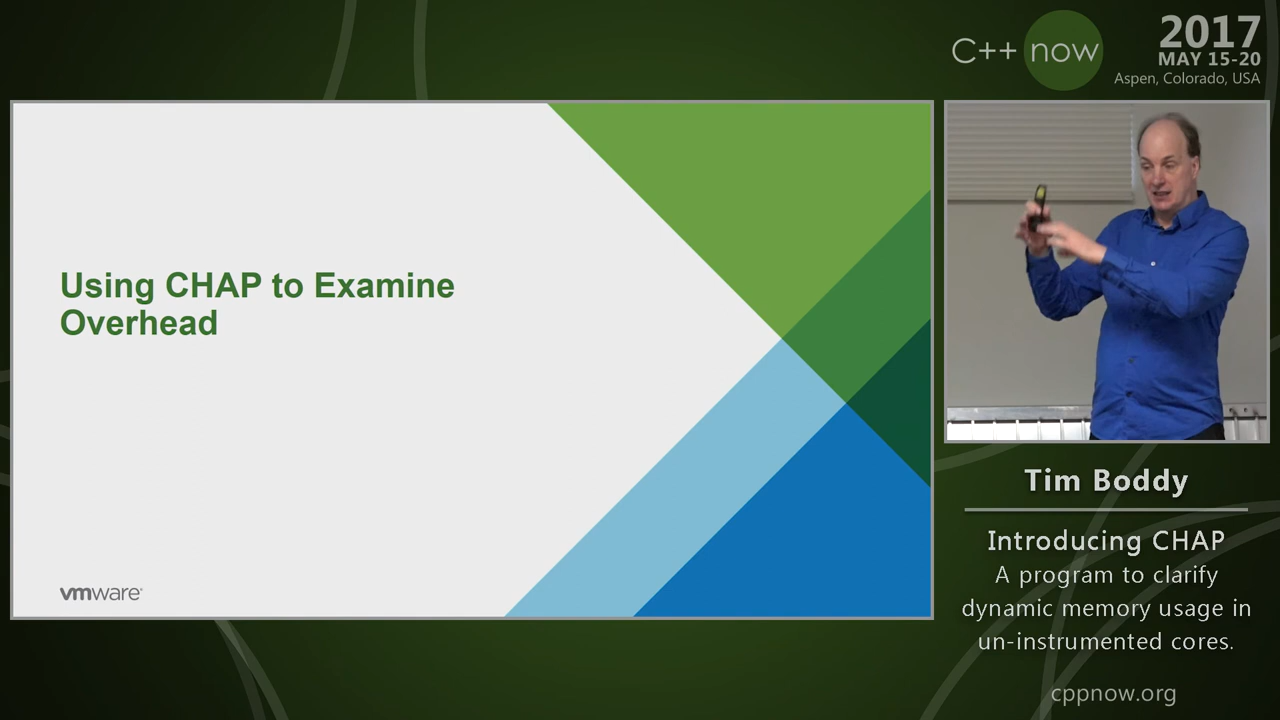 C++ now
2017
MAY 15-20
Aspen, Colorado, USA
Using CHAP to Examine
Overhead
vmware®
Tim Boddy
Introducing CHAP
A program to clarify
dynamic memory usage in
un-instrumented cores.
cppnow.org